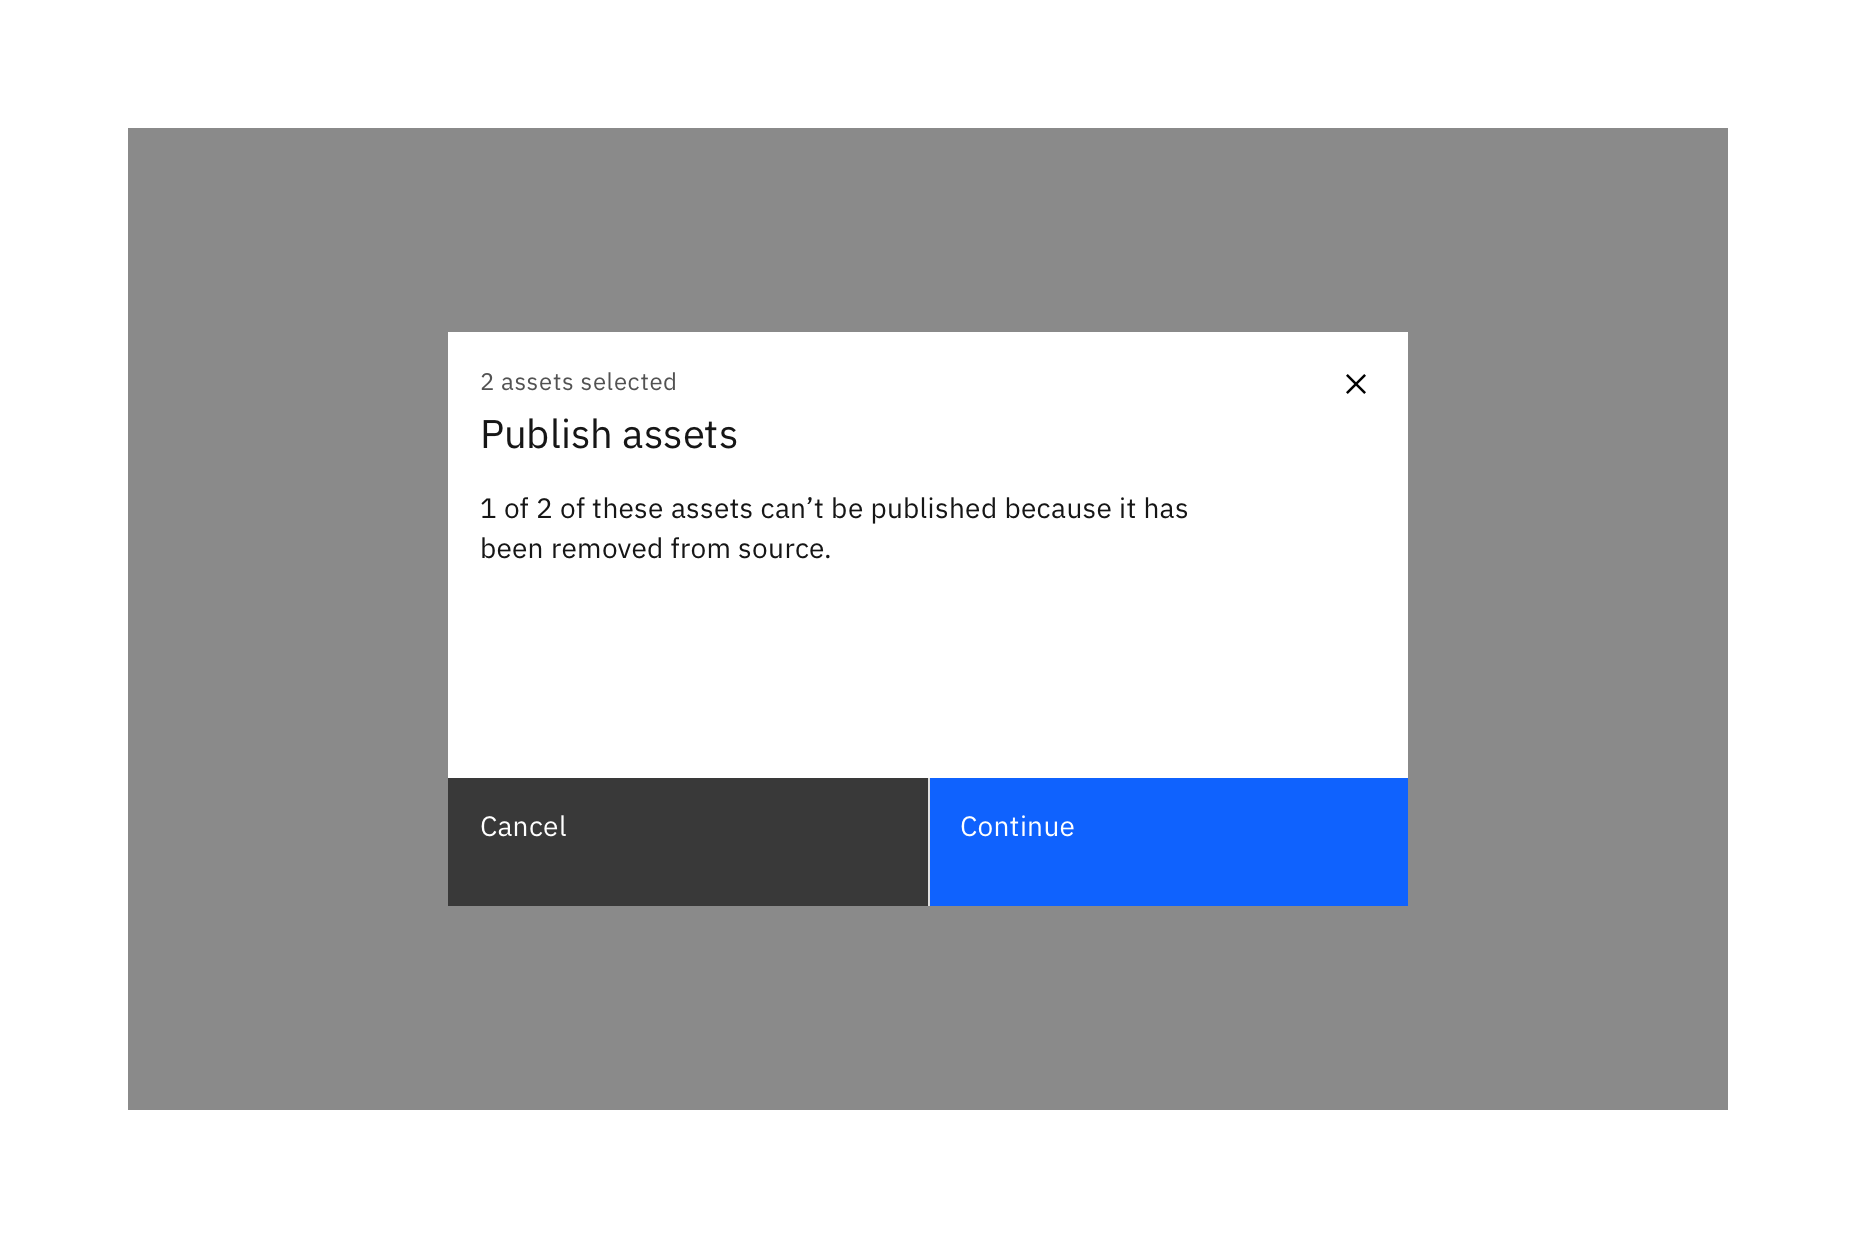 2 assets selected
Publish assets
1 of 2 of these assets can’t be published because it has
been removed from source.
Cancel
Continue